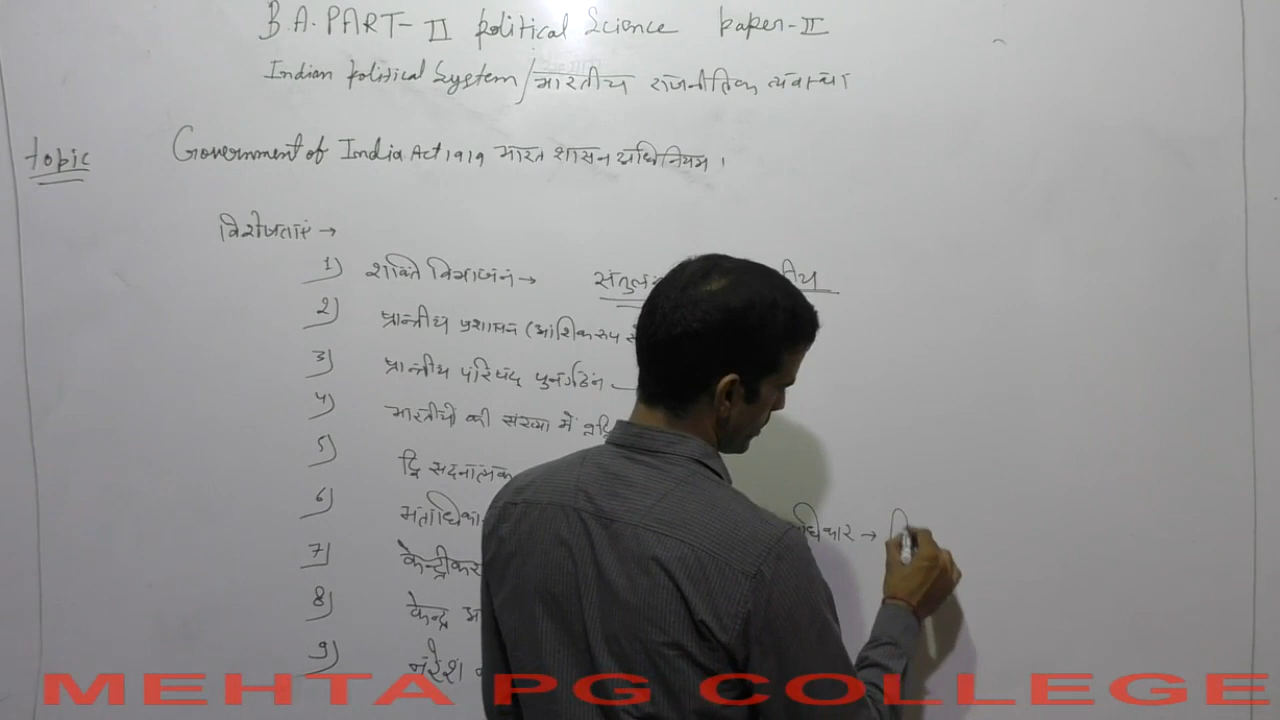 B.A. PART-II Political Science Paper-II
Indian Political System/भारतीय राजनीतिक व्यवस्था
topic Government of India Act 1919 भारत शासन अधिनियम।
विशेषताएं →
1) शक्ति विभाजन →
2) प्रान्तीय प्रशासन (आंशिक रूप
3) प्रान्तीय परिषद पुनर्गठन
4) भारतीयों की संख्या में
5) द्वि सदनात्मक
6)
7)
8) केन्द्र
9) नरेश
MEHTA PG COLLEGE